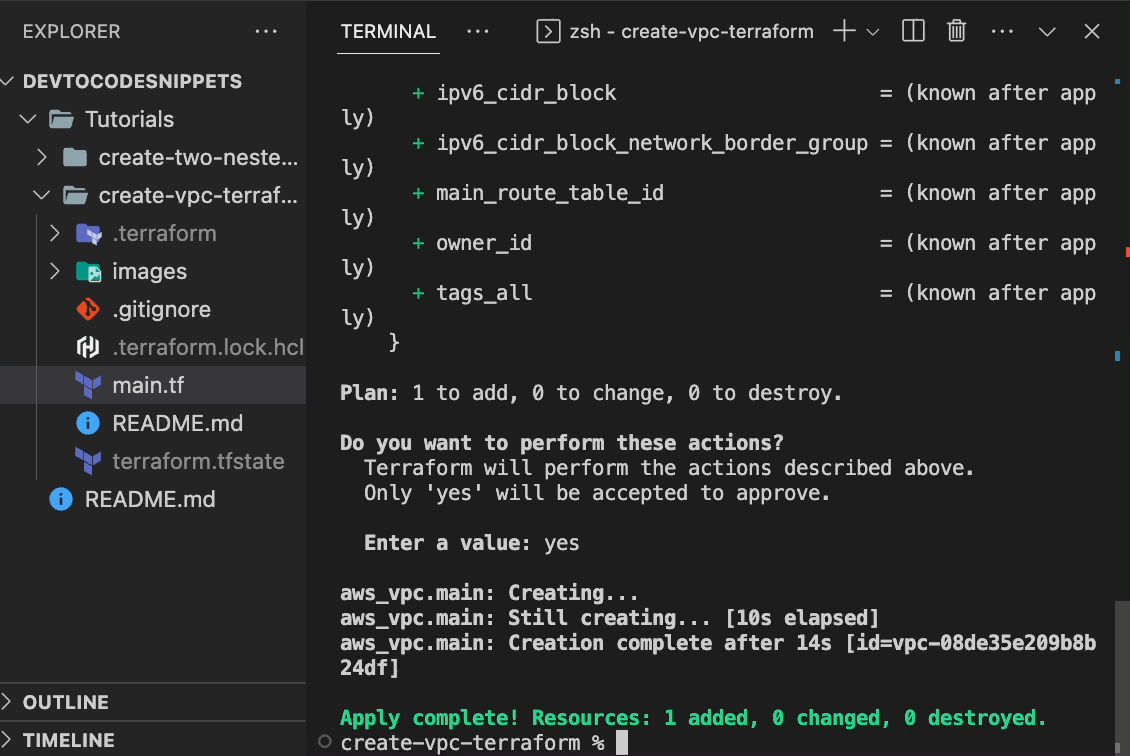 EXPLORER
DEVTOCODESNIPPETS
Tutorials
create-two-neste...
create-vpc-terraf...
.terraform
images
.gitignore
.terraform.lock.hcl
main.tf
README.md
terraform.tfstate
README.md
OUTLINE
TIMELINE
TERMINAL
zsh - create-vpc-terraform
+ ipv6_cidr_block = (known after app
ly)
+ ipv6_cidr_block_network_border_group = (known after app
ly)
+ main_route_table_id = (known after app
ly)
+ owner_id = (known after app
ly)
+ tags_all = (known after app
ly)
}
Plan: 1 to add, 0 to change, 0 to destroy.
Do you want to perform these actions?
Terraform will perform the actions described above.
Only 'yes' will be accepted to approve.
Enter a value: yes
aws_vpc.main: Creating...
aws_vpc.main: Still creating... [10s elapsed]
aws_vpc.main: Creation complete after 14s [id=vpc-08de35e209b8b
24df]
Apply complete! Resources: 1 added, 0 changed, 0 destroyed.
create-vpc-terraform %